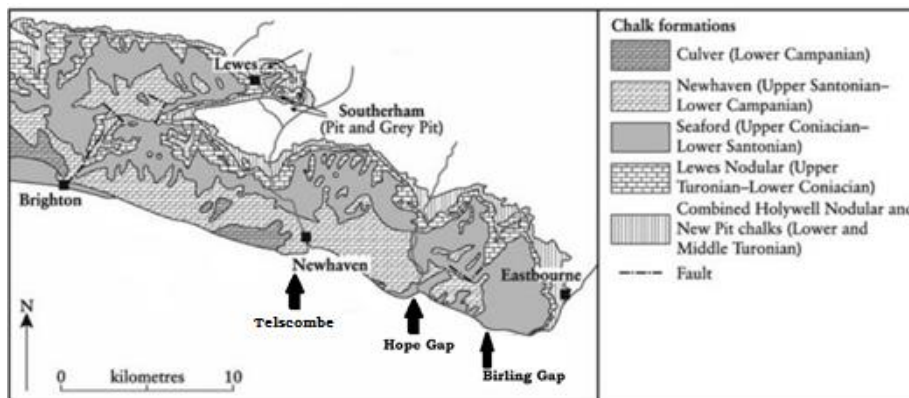 Lewes
Southerham
(Pit and Grey Pit)
Brighton
Newhaven
Eastbourne
Telscombe
Hope Gap
Birling Gap
N
0 kilometres 10
Chalk formations
Culver (Lower Campanian)
Newhaven (Upper Santonian–
Lower Campanian)
Seaford (Upper Coniacian–
Lower Santonian)
Lewes Nodular (Upper
Turonian–Lower Coniacian)
Combined Holywell Nodular and
New Pit chalks (Lower and
Middle Turonian)
Fault